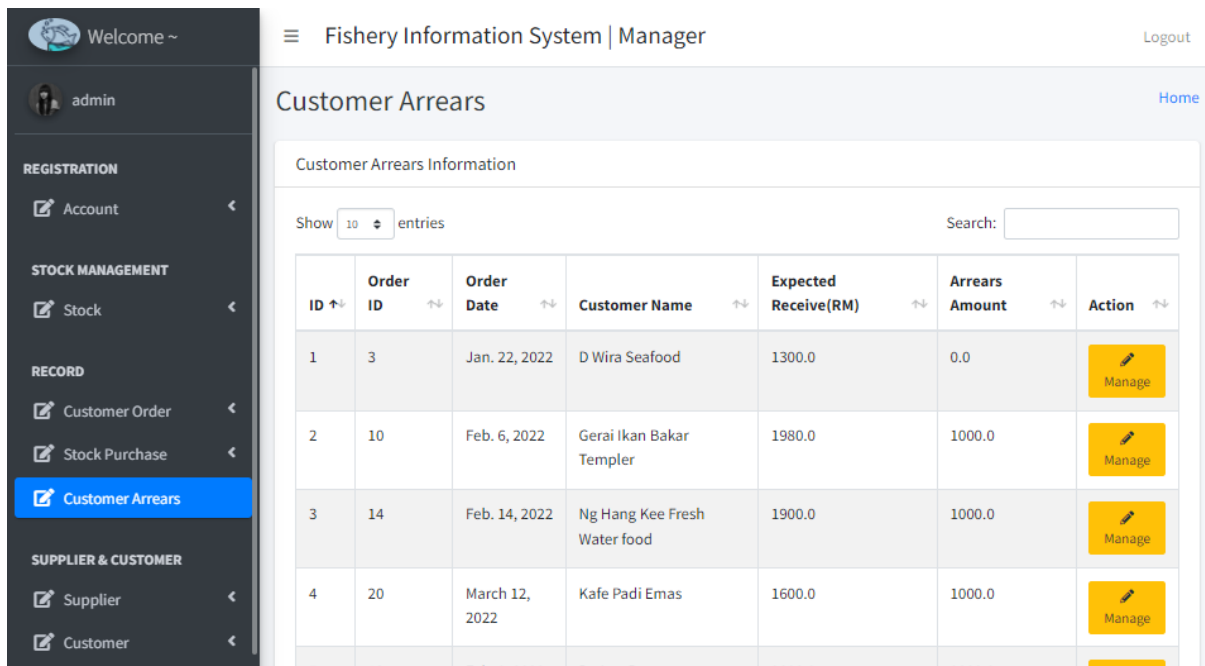 Welcome ~
Fishery Information System | Manager
Logout
admin
Customer Arrears
Home
REGISTRATION
Account
STOCK MANAGEMENT
Stock
RECORD
Customer Order
Stock Purchase
Customer Arrears
SUPPLIER & CUSTOMER
Supplier
Customer
Customer Arrears Information
Show 10 entries
Search:
ID Order ID Order Date Customer Name Expected Receive(RM) Arrears Amount Action
1 3 Jan. 22, 2022 D Wira Seafood 1300.0 0.0 Manage
2 10 Feb. 6, 2022 Gerai Ikan Bakar Templer 1980.0 1000.0 Manage
3 14 Feb. 14, 2022 Ng Hang Kee Fresh Water food 1900.0 1000.0 Manage
4 20 March 12, 2022 Kafe Padi Emas 1600.0 1000.0 Manage